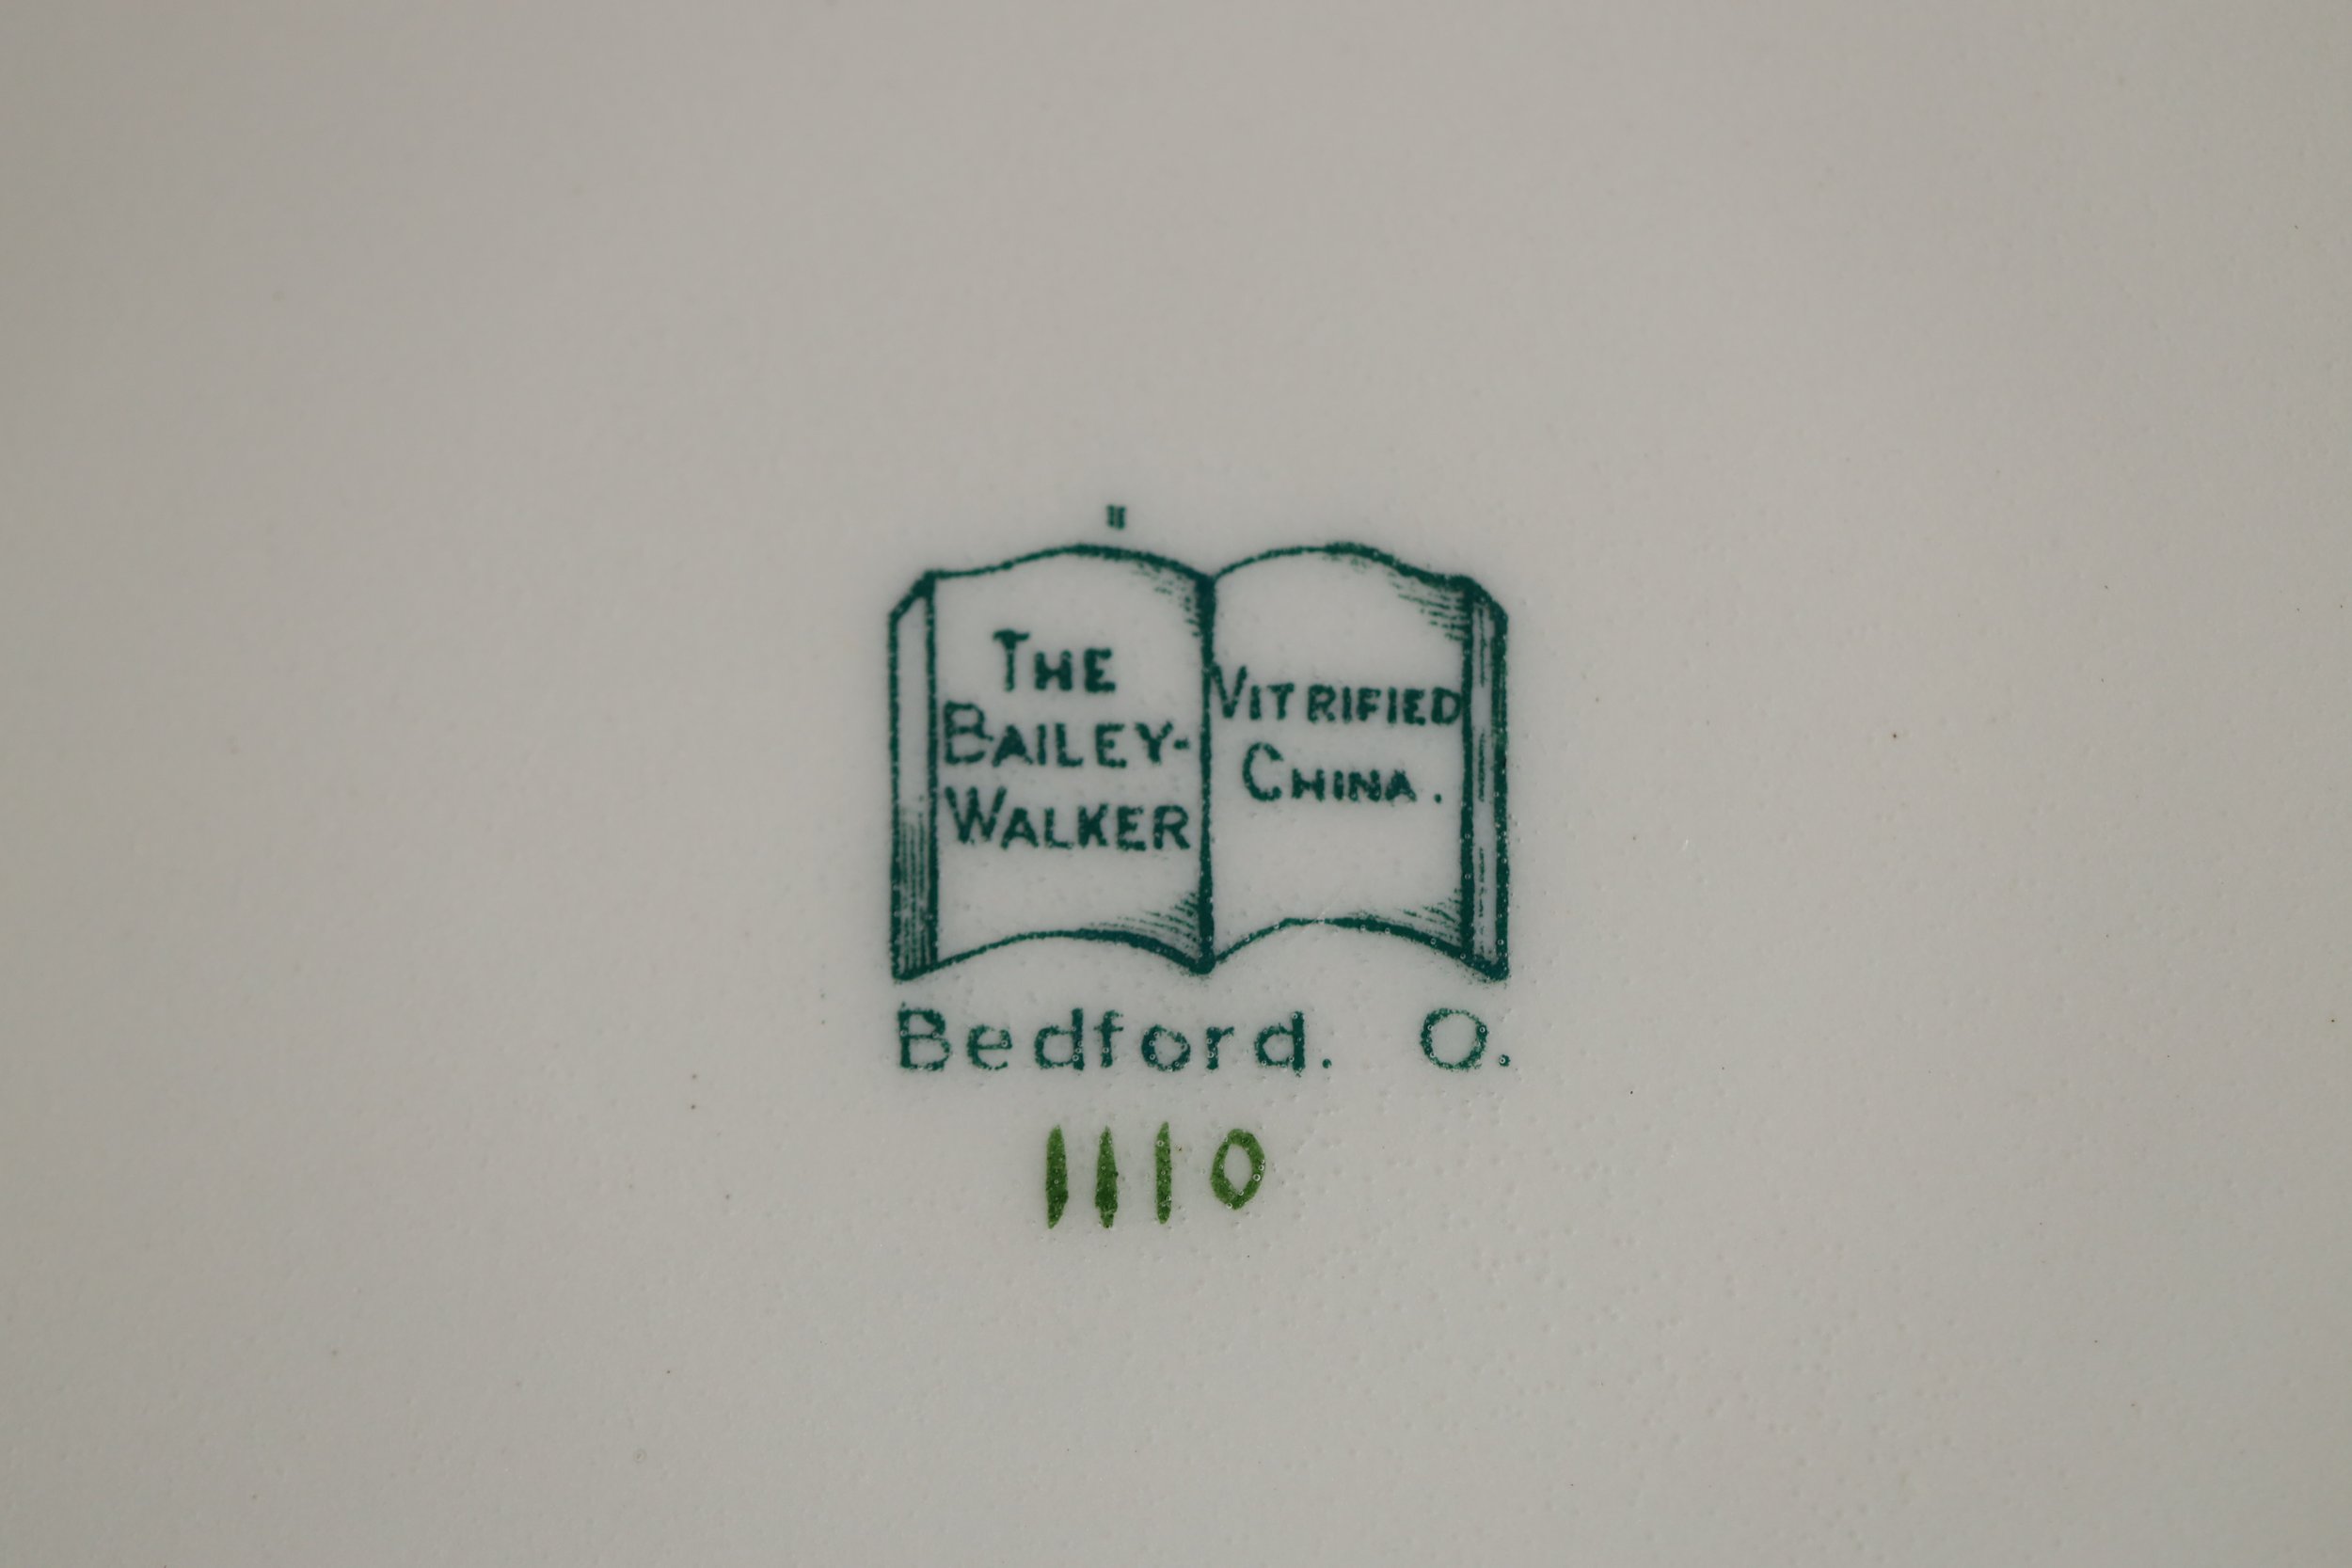 THE
BAILEY-
WALKER
VITRIFIED
CHINA.
Bedford. O.
1110